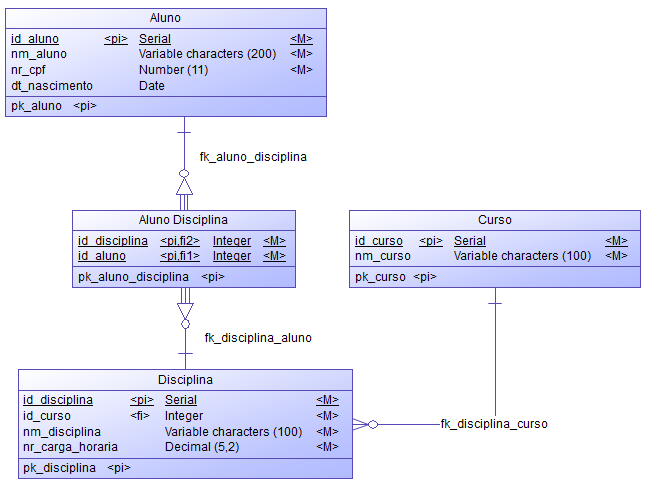 Aluno
id_aluno <pi> Serial <M>
nm_aluno Variable characters (200) <M>
nr_cpf Number (11) <M>
dt_nascimento Date
pk_aluno <pi>
fk_aluno_disciplina
Aluno Disciplina
id_disciplina <pi,fi2> Integer <M>
id_aluno <pi,fi1> Integer <M>
pk_aluno_disciplina <pi>
Curso
id_curso <pi> Serial <M>
nm_curso Variable characters (100) <M>
pk_curso <pi>
fk_disciplina_aluno
Disciplina
id_disciplina <pi> Serial <M>
id_curso <fi> Integer <M>
nm_disciplina Variable characters (100) <M>
nr_carga_horaria Decimal (5,2) <M>
pk_disciplina <pi>
fk_disciplina_curso